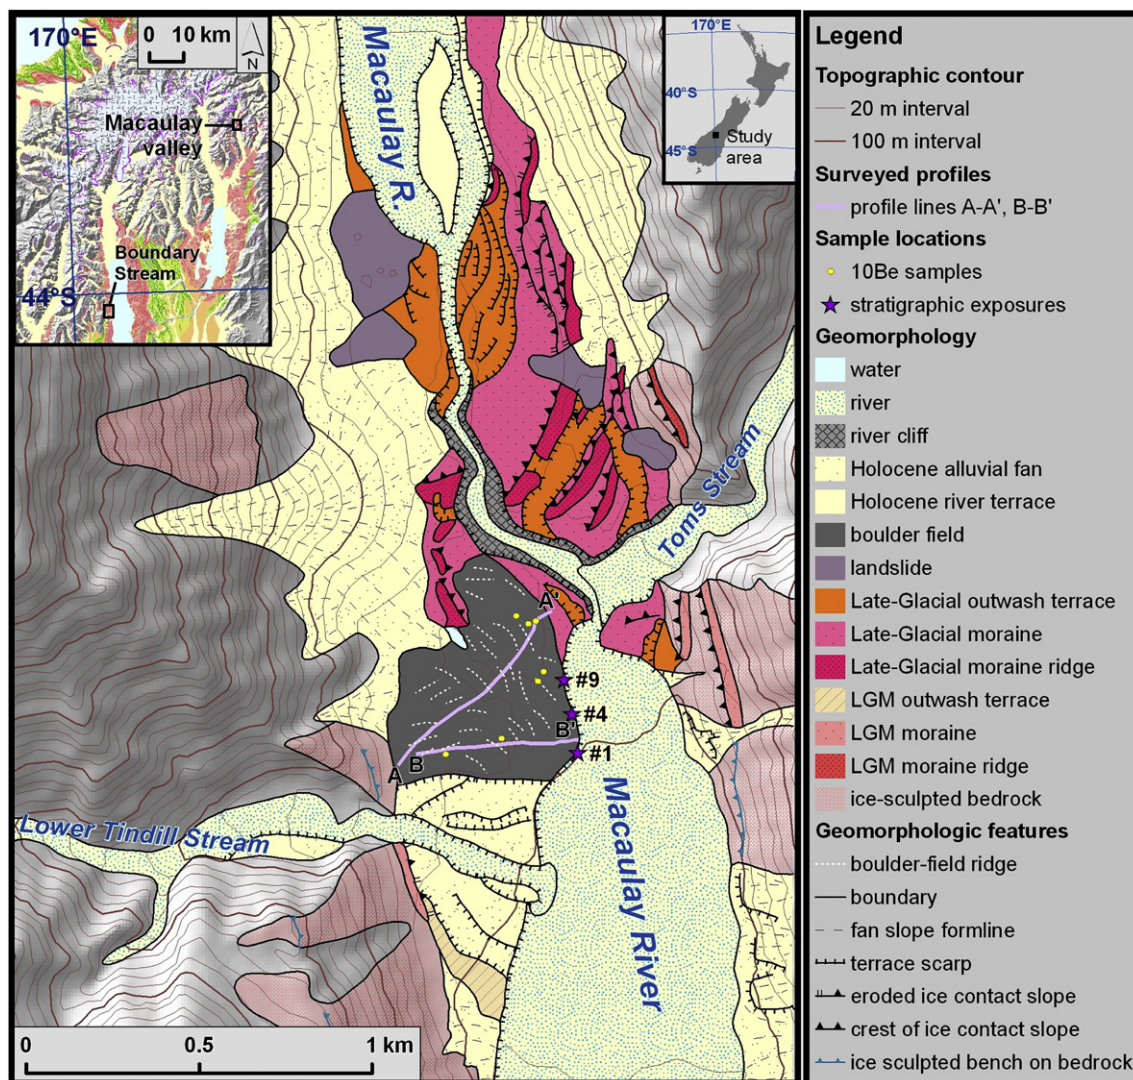 170°E
0 10 km
N
Macaulay
valley
Boundary
Stream
44°S
Macaulay R.
170°E
40°S
45°S
Study
area
Toms Stream
A'
#9
#4
B'
#1
A
B
Lower Tindill Stream
Macaulay River
0 0.5 1 km
Legend
Topographic contour
20 m interval
100 m interval
Surveyed profiles
profile lines A-A', B-B'
Sample locations
10Be samples
stratigraphic exposures
Geomorphology
water
river
river cliff
Holocene alluvial fan
Holocene river terrace
boulder field
landslide
Late-Glacial outwash terrace
Late-Glacial moraine
Late-Glacial moraine ridge
LGM outwash terrace
LGM moraine
LGM moraine ridge
ice-sculpted bedrock
Geomorphologic features
boulder-field ridge
boundary
fan slope formline
terrace scarp
eroded ice contact slope
crest of ice contact slope
ice sculpted bench on bedrock